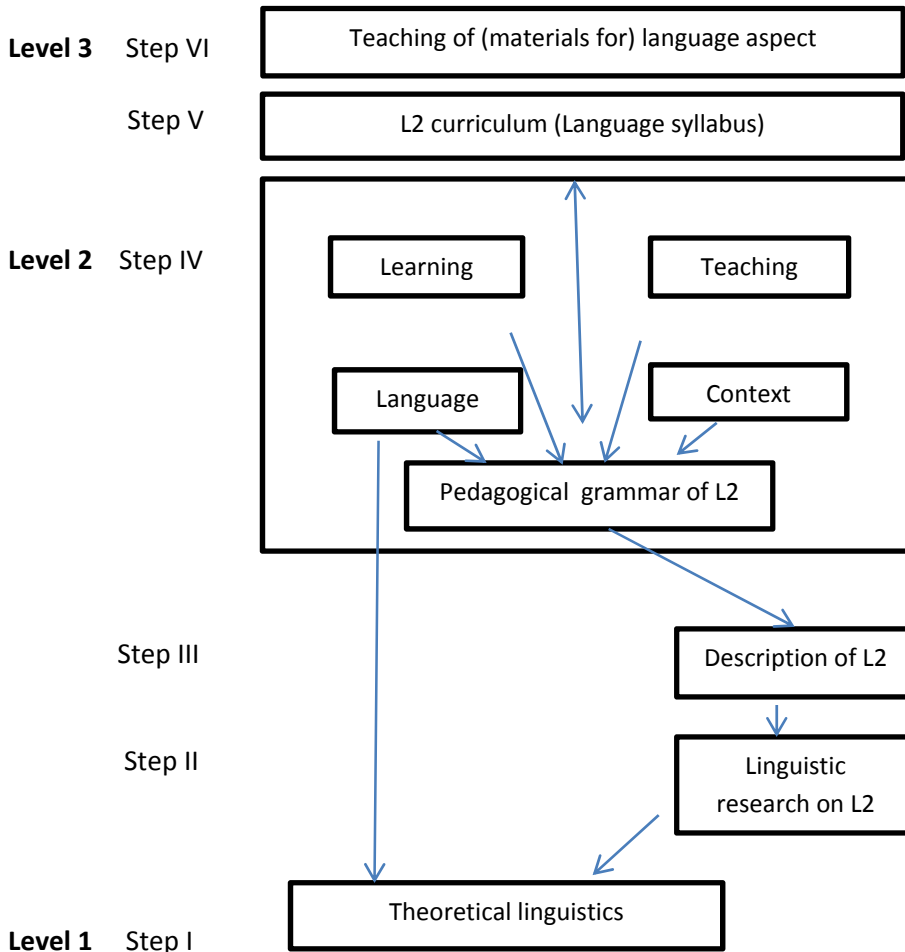 Level 3 Step VI Teaching of (materials for) language aspect
Step V L2 curriculum (Language syllabus)
Level 2 Step IV Learning Teaching
Language Context
Pedagogical grammar of L2
Step III Description of L2
Step II Linguistic
research on L2
Theoretical linguistics
Level 1 Step I